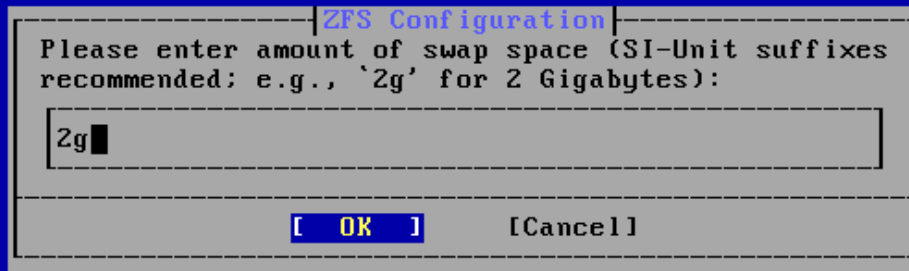 ZFS Configuration
Please enter amount of swap space (SI-Unit suffixes
recommended; e.g., `2g' for 2 Gigabytes):
2g
[ OK ] [Cancel]